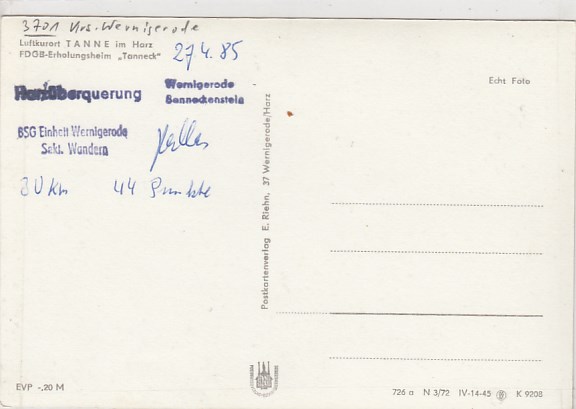 3701 Krs. Wernigerode
Luftkurort TANNE im Harz
FDGB-Erholungsheim „Tanneck"
27.4.85
Harzüberquerung
Wernigerode
Benneckenstein
BSG Einheit Wernigerode
Sekt. Wandern
km 44 Punkte
Echt Foto
Postkartenverlag E. Riehn, 37 Wernigerode/Harz
EVP -,20 M
726 a N 3/72 IV-14-45 K 9208